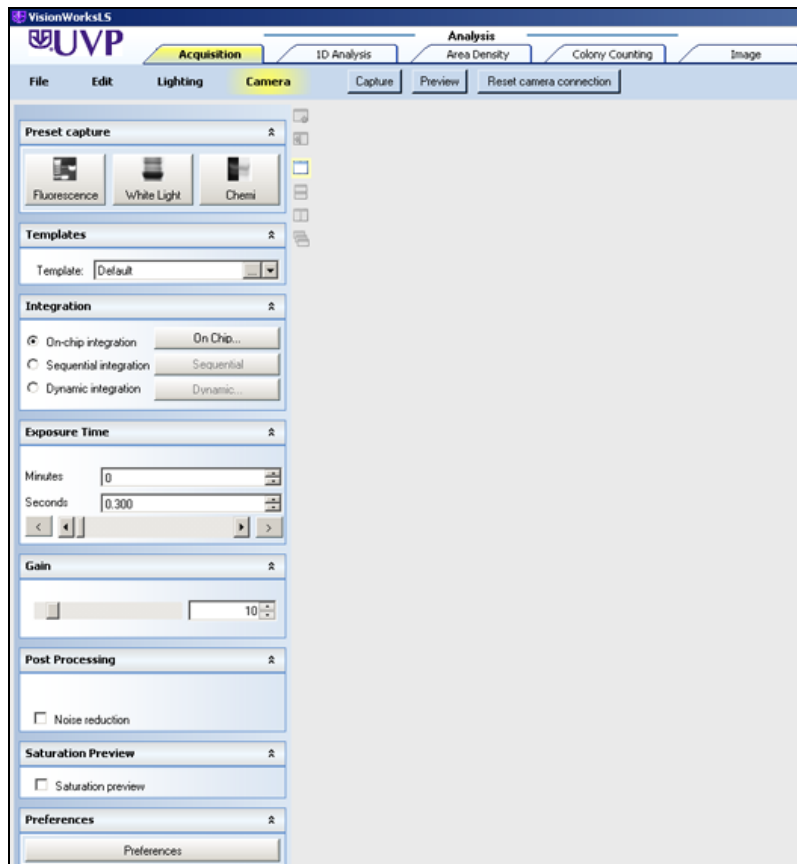 VisionWorksLS
UVP
Analysis
Acquisition 1D Analysis Area Density Colony Counting Image
File Edit Lighting Camera Capture Preview Reset camera connection
Preset capture
Fluorescence White Light Chemi
Templates
Template: Default ...
Integration
On-chip integration On Chip...
Sequential integration Sequential
Dynamic integration Dynamic...
Exposure Time
Minutes 0
Seconds 0.300
< >
Gain
10
Post Processing
Noise reduction
Saturation Preview
Saturation preview
Preferences
Preferences